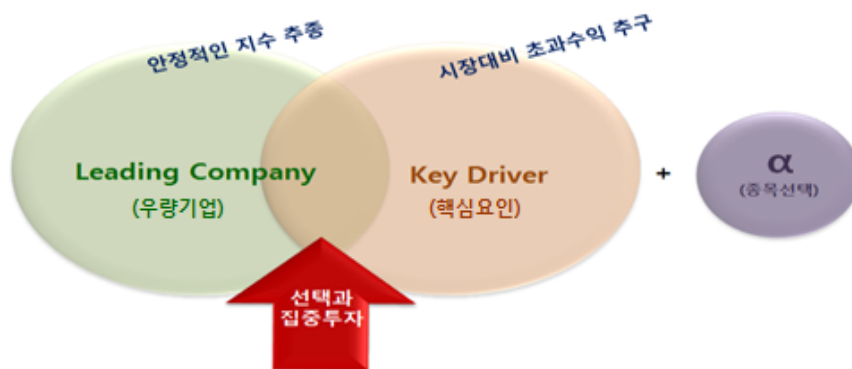 안정적인 지수 추종
시장대비 초과수익 추구
Leading Company
(우량기업)
Key Driver
(핵심요인)
+
α
(종목선택)
선택과
집중투자